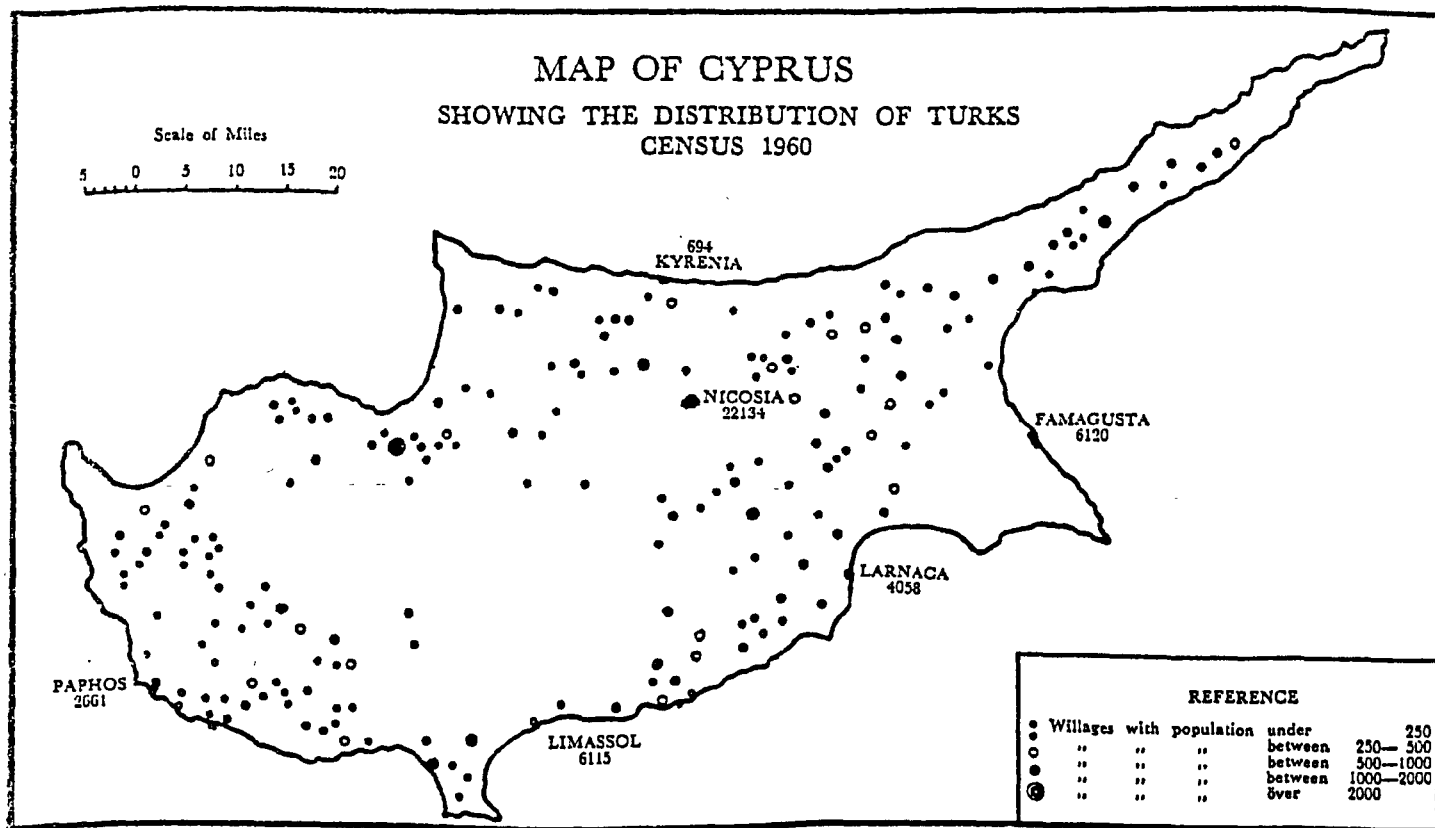 MAP OF CYPRUS
SHOWING THE DISTRIBUTION OF TURKS
CENSUS 1960
Scale of Miles
5 0 5 10 15 20
694
KYRENIA
NICOSIA
22134
FAMAGUSTA
6120
LARNACA
4058
PAPHOS
2661
LIMASSOL
6115
REFERENCE
Willages with population under 250
" " " between 250—500
" " " between 500—1000
" " " between 1000—2000
" " " över 2000